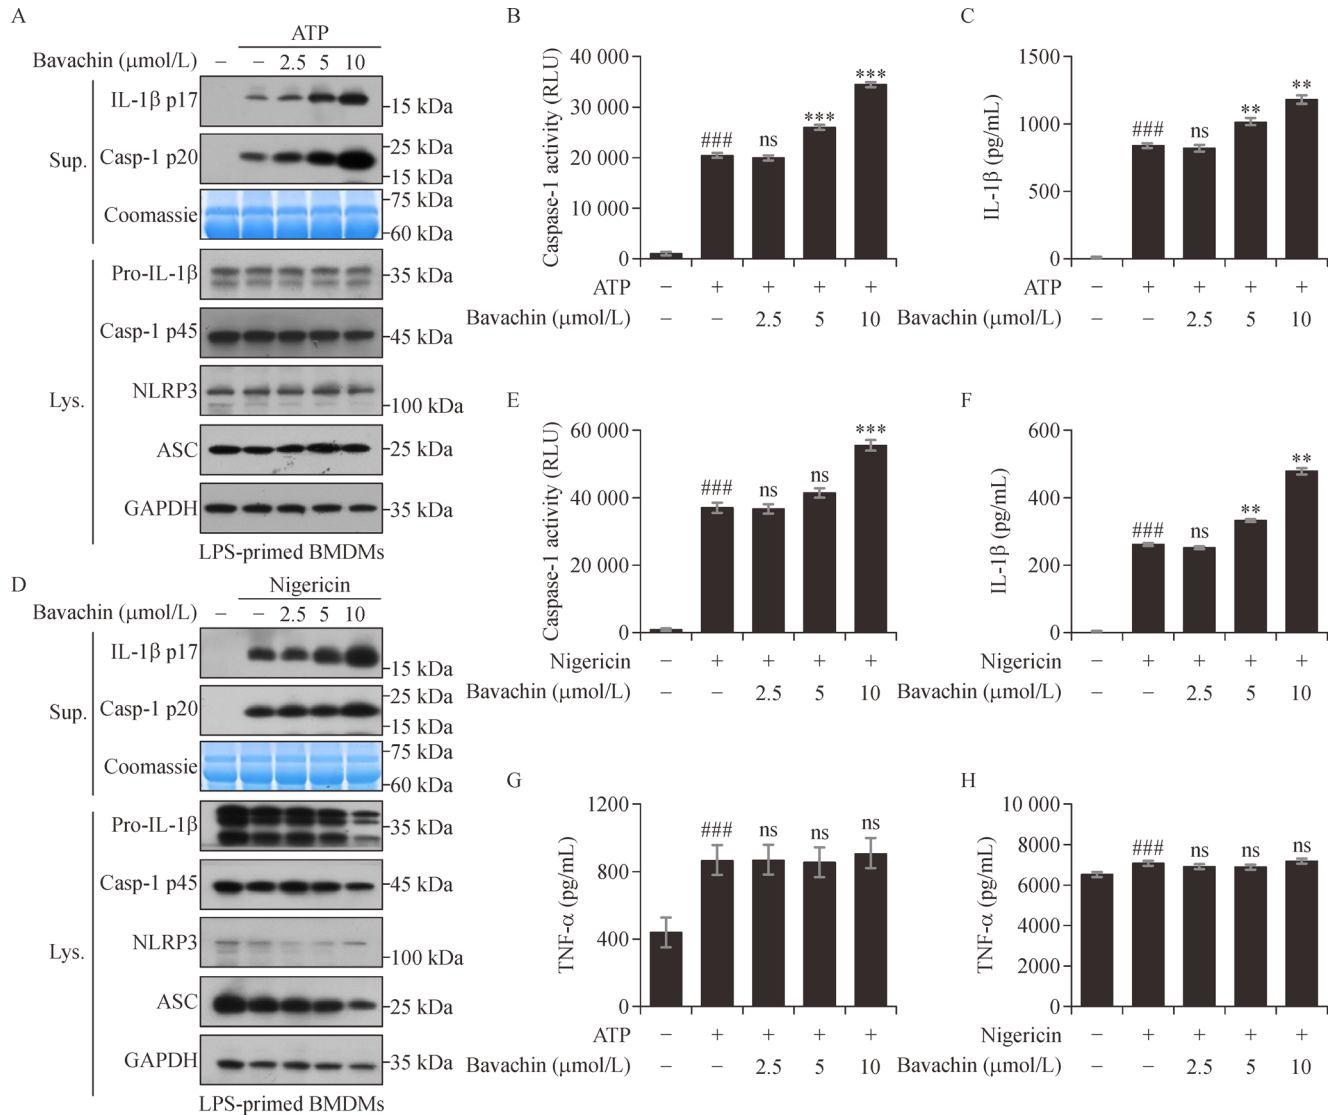 A
ATP
Bavachin (μmol/L) – – 2.5 5 10
Sup.
IL-1β p17
15 kDa
Casp-1 p20
25 kDa
15 kDa
Coomassie
75 kDa
60 kDa
Lys.
Pro-IL-1β
35 kDa
Casp-1 p45
45 kDa
NLRP3
100 kDa
ASC
25 kDa
GAPDH
35 kDa
LPS-primed BMDMs
B
Caspase-1 activity (RLU)
40 000
30 000
20 000
10 000
0
### ns *** ***
ATP – + + + +
Bavachin (μmol/L) – – 2.5 5 10
C
IL-1β (pg/mL)
1500
1000
500
0
### ns ** **
ATP – + + + +
Bavachin (μmol/L) – – 2.5 5 10
D
Nigericin
Bavachin (μmol/L) – – 2.5 5 10
Sup.
IL-1β p17
15 kDa
Casp-1 p20
25 kDa
15 kDa
Coomassie
75 kDa
60 kDa
Lys.
Pro-IL-1β
35 kDa
Casp-1 p45
45 kDa
NLRP3
100 kDa
ASC
25 kDa
GAPDH
35 kDa
LPS-primed BMDMs
E
Caspase-1 activity (RLU)
60 000
40 000
20 000
0
### ns ns ***
Nigericin – + + + +
Bavachin (μmol/L) – – 2.5 5 10
F
IL-1β (pg/mL)
600
400
200
0
### ns ** **
Nigericin – + + + +
Bavachin (μmol/L) – – 2.5 5 10
G
TNF-α (pg/mL)
1200
800
400
0
### ns ns ns
ATP – + + + +
Bavachin (μmol/L) – – 2.5 5 10
H
TNF-α (pg/mL)
10 000
8000
6000
4000
2000
0
### ns ns ns
Nigericin – + + + +
Bavachin (μmol/L) – – 2.5 5 10